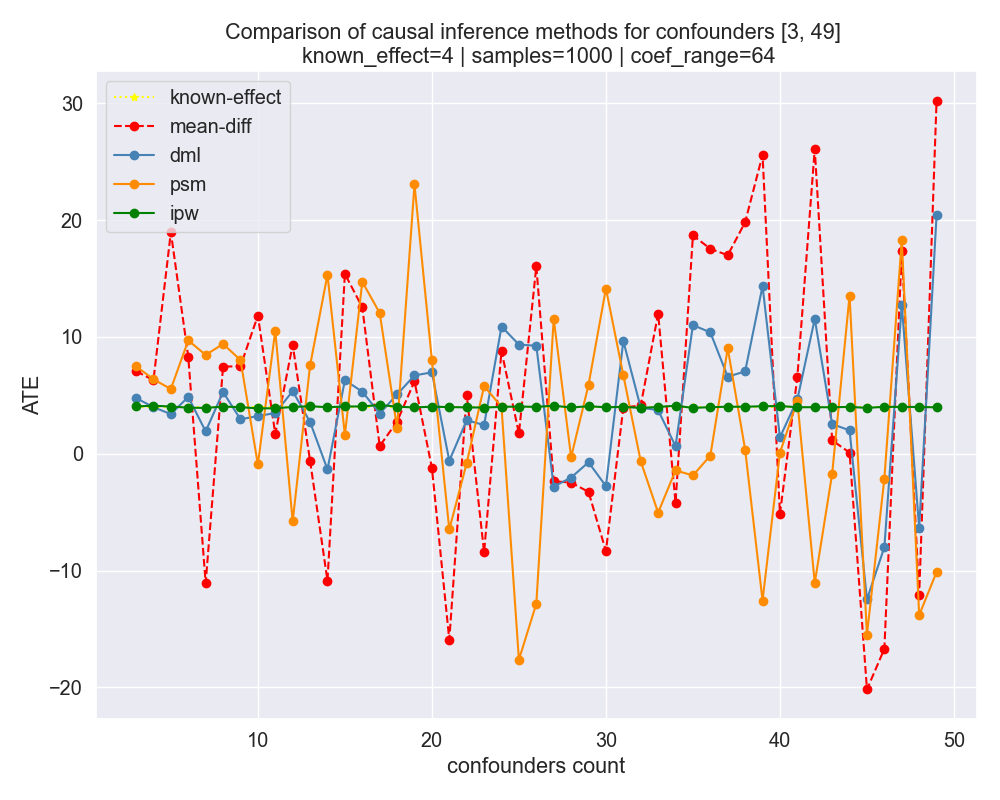 Comparison of causal inference methods for confounders [3, 49]
known_effect=4 | samples=1000 | coef_range=64
known-effect
mean-diff
dml
psm
ipw
ATE
30
20
10
0
−10
−20
10
20
30
40
50
confounders count